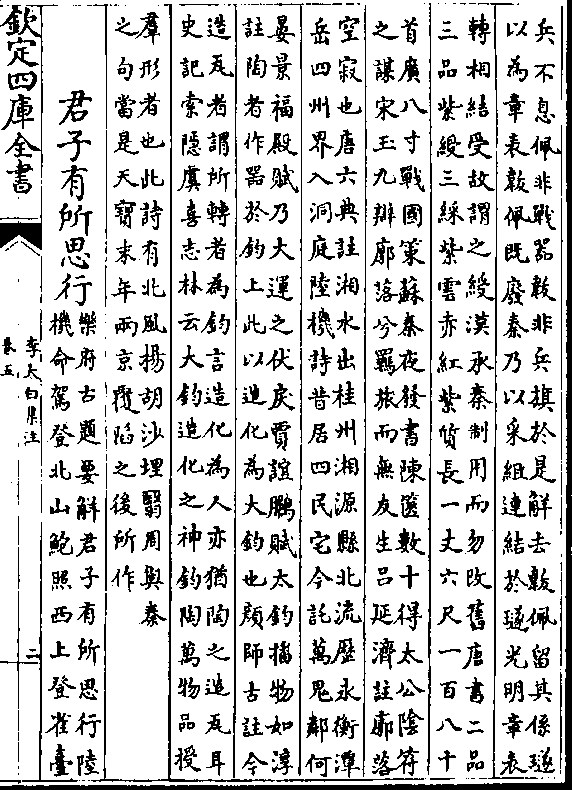 兵不息佩非戰器韍非兵旗於是解去韍佩留其係璲
以為章表韍佩既廢秦乃以采組連結於璲光明章表
轉相結受故謂之綬漢承秦制用而勿改舊唐書二品
三品紫綬三綵紫雲赤紅紫質長一丈六尺一百八十
首廣八寸戰國策蘇秦夜發書陳篋數十得太公陰符
之謀宋玉九辯廓落兮羇旅而無友生呂延濟註廓落
空寂也唐六典註湘水出桂州湘源縣北流歴永衡潭
岳四州界入洞庭陸機詩昔居四民宅今託萬鬼鄰何
晏景福殿賦乃大運之伏戾賈誼鵩賦大鈞播物如淳
註陶者作器於鈞上此以造化為大鈞也顔師古註今
造瓦者謂所轉者為鈞言造化為人亦猶陶之造瓦耳
史記索隱虞喜志林云大鈞造化之神鈞陶萬物品授
羣形者也此詩有北風揚胡沙埋翳周與秦
之句當是天寶末年兩京覆陷之後所作
君子有所思行
樂府古題要解君子有所思行陸
機命駕登北山鮑照西上登雀臺
欽定四庫全書
李太白集注
卷五
二